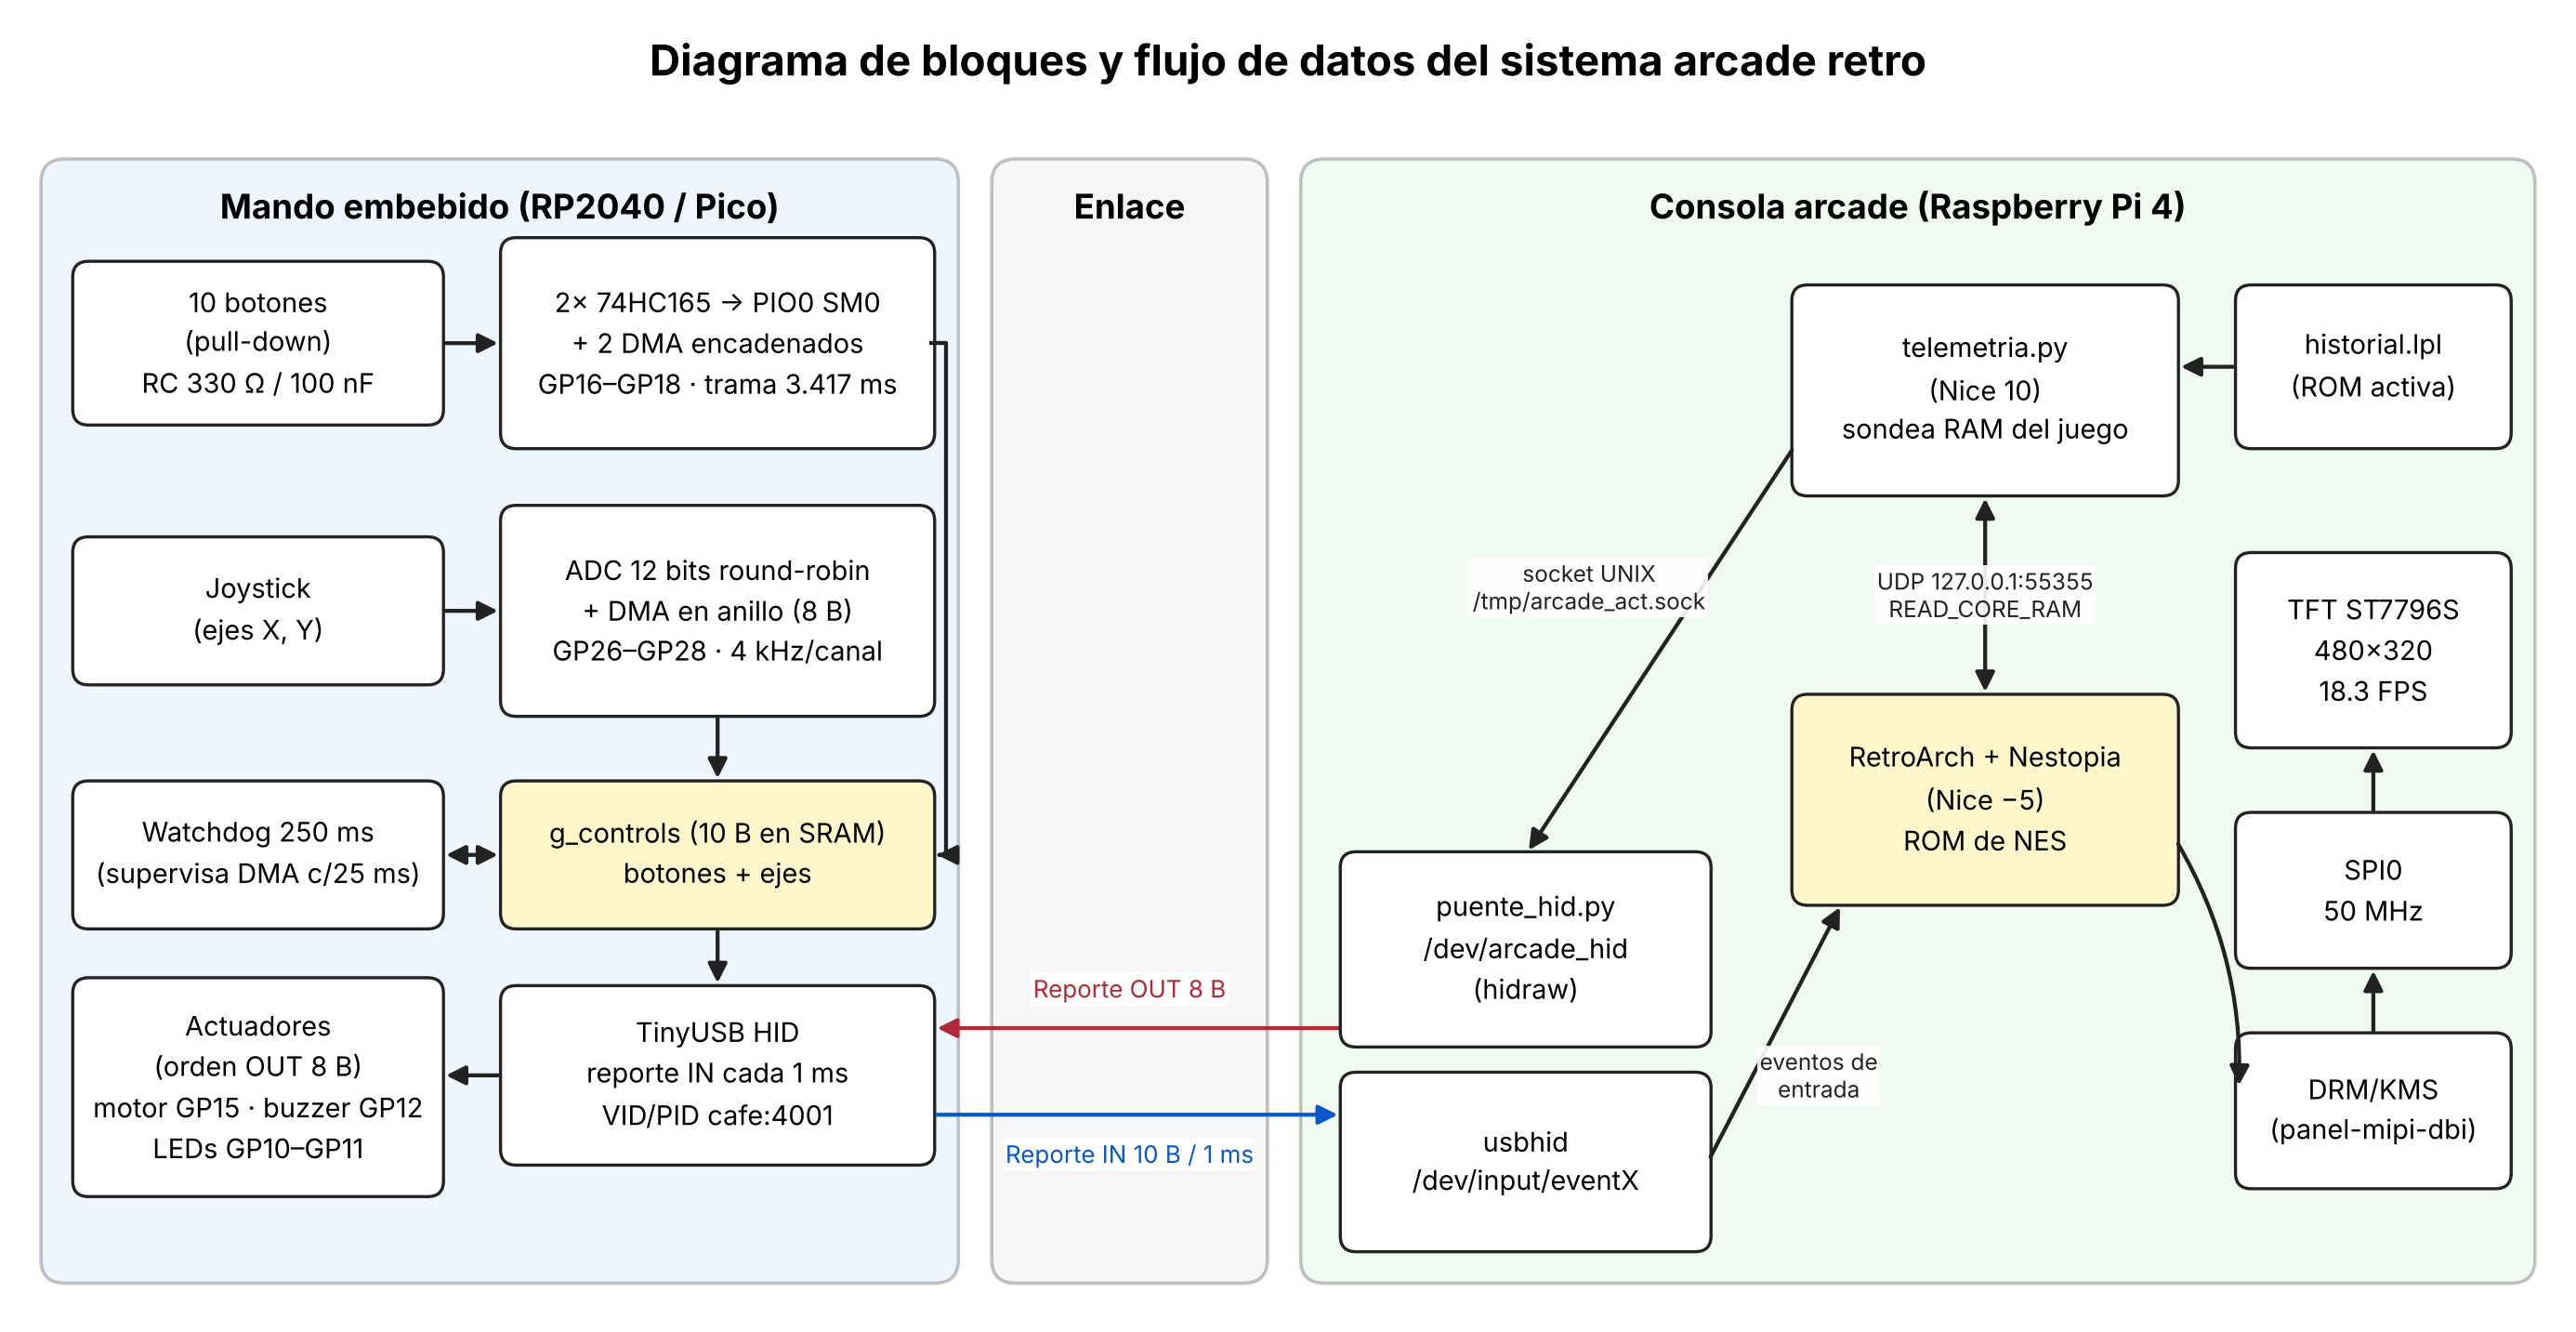 Diagrama de bloques y flujo de datos del sistema arcade retro
Mando embebido (RP2040 / Pico)
10 botones
(pull-down)
RC 330 Ω / 100 nF
2× 74HC165 → PIO0 SM0
+ 2 DMA encadenados
GP16–GP18 · trama 3.417 ms
Joystick
(ejes X, Y)
ADC 12 bits round-robin
+ DMA en anillo (8 B)
GP26–GP28 · 4 kHz/canal
Watchdog 250 ms
(supervisa DMA c/25 ms)
g_controls (10 B en SRAM)
botones + ejes
Actuadores
(orden OUT 8 B)
motor GP15 · buzzer GP12
LEDs GP10–GP11
TinyUSB HID
reporte IN cada 1 ms
VID/PID cafe:4001
Enlace
Reporte OUT 8 B
Reporte IN 10 B / 1 ms
Consola arcade (Raspberry Pi 4)
telemetria.py
(Nice 10)
sondea RAM del juego
historial.lpl
(ROM activa)
socket UNIX
/tmp/arcade_act.sock
UDP 127.0.0.1:55355
READ_CORE_RAM
TFT ST7796S
480×320
18.3 FPS
RetroArch + Nestopia
(Nice −5)
ROM de NES
SPI0
50 MHz
puente_hid.py
/dev/arcade_hid
(hidraw)
eventos de
entrada
DRM/KMS
(panel-mipi-dbi)
usbhid
/dev/input/eventX